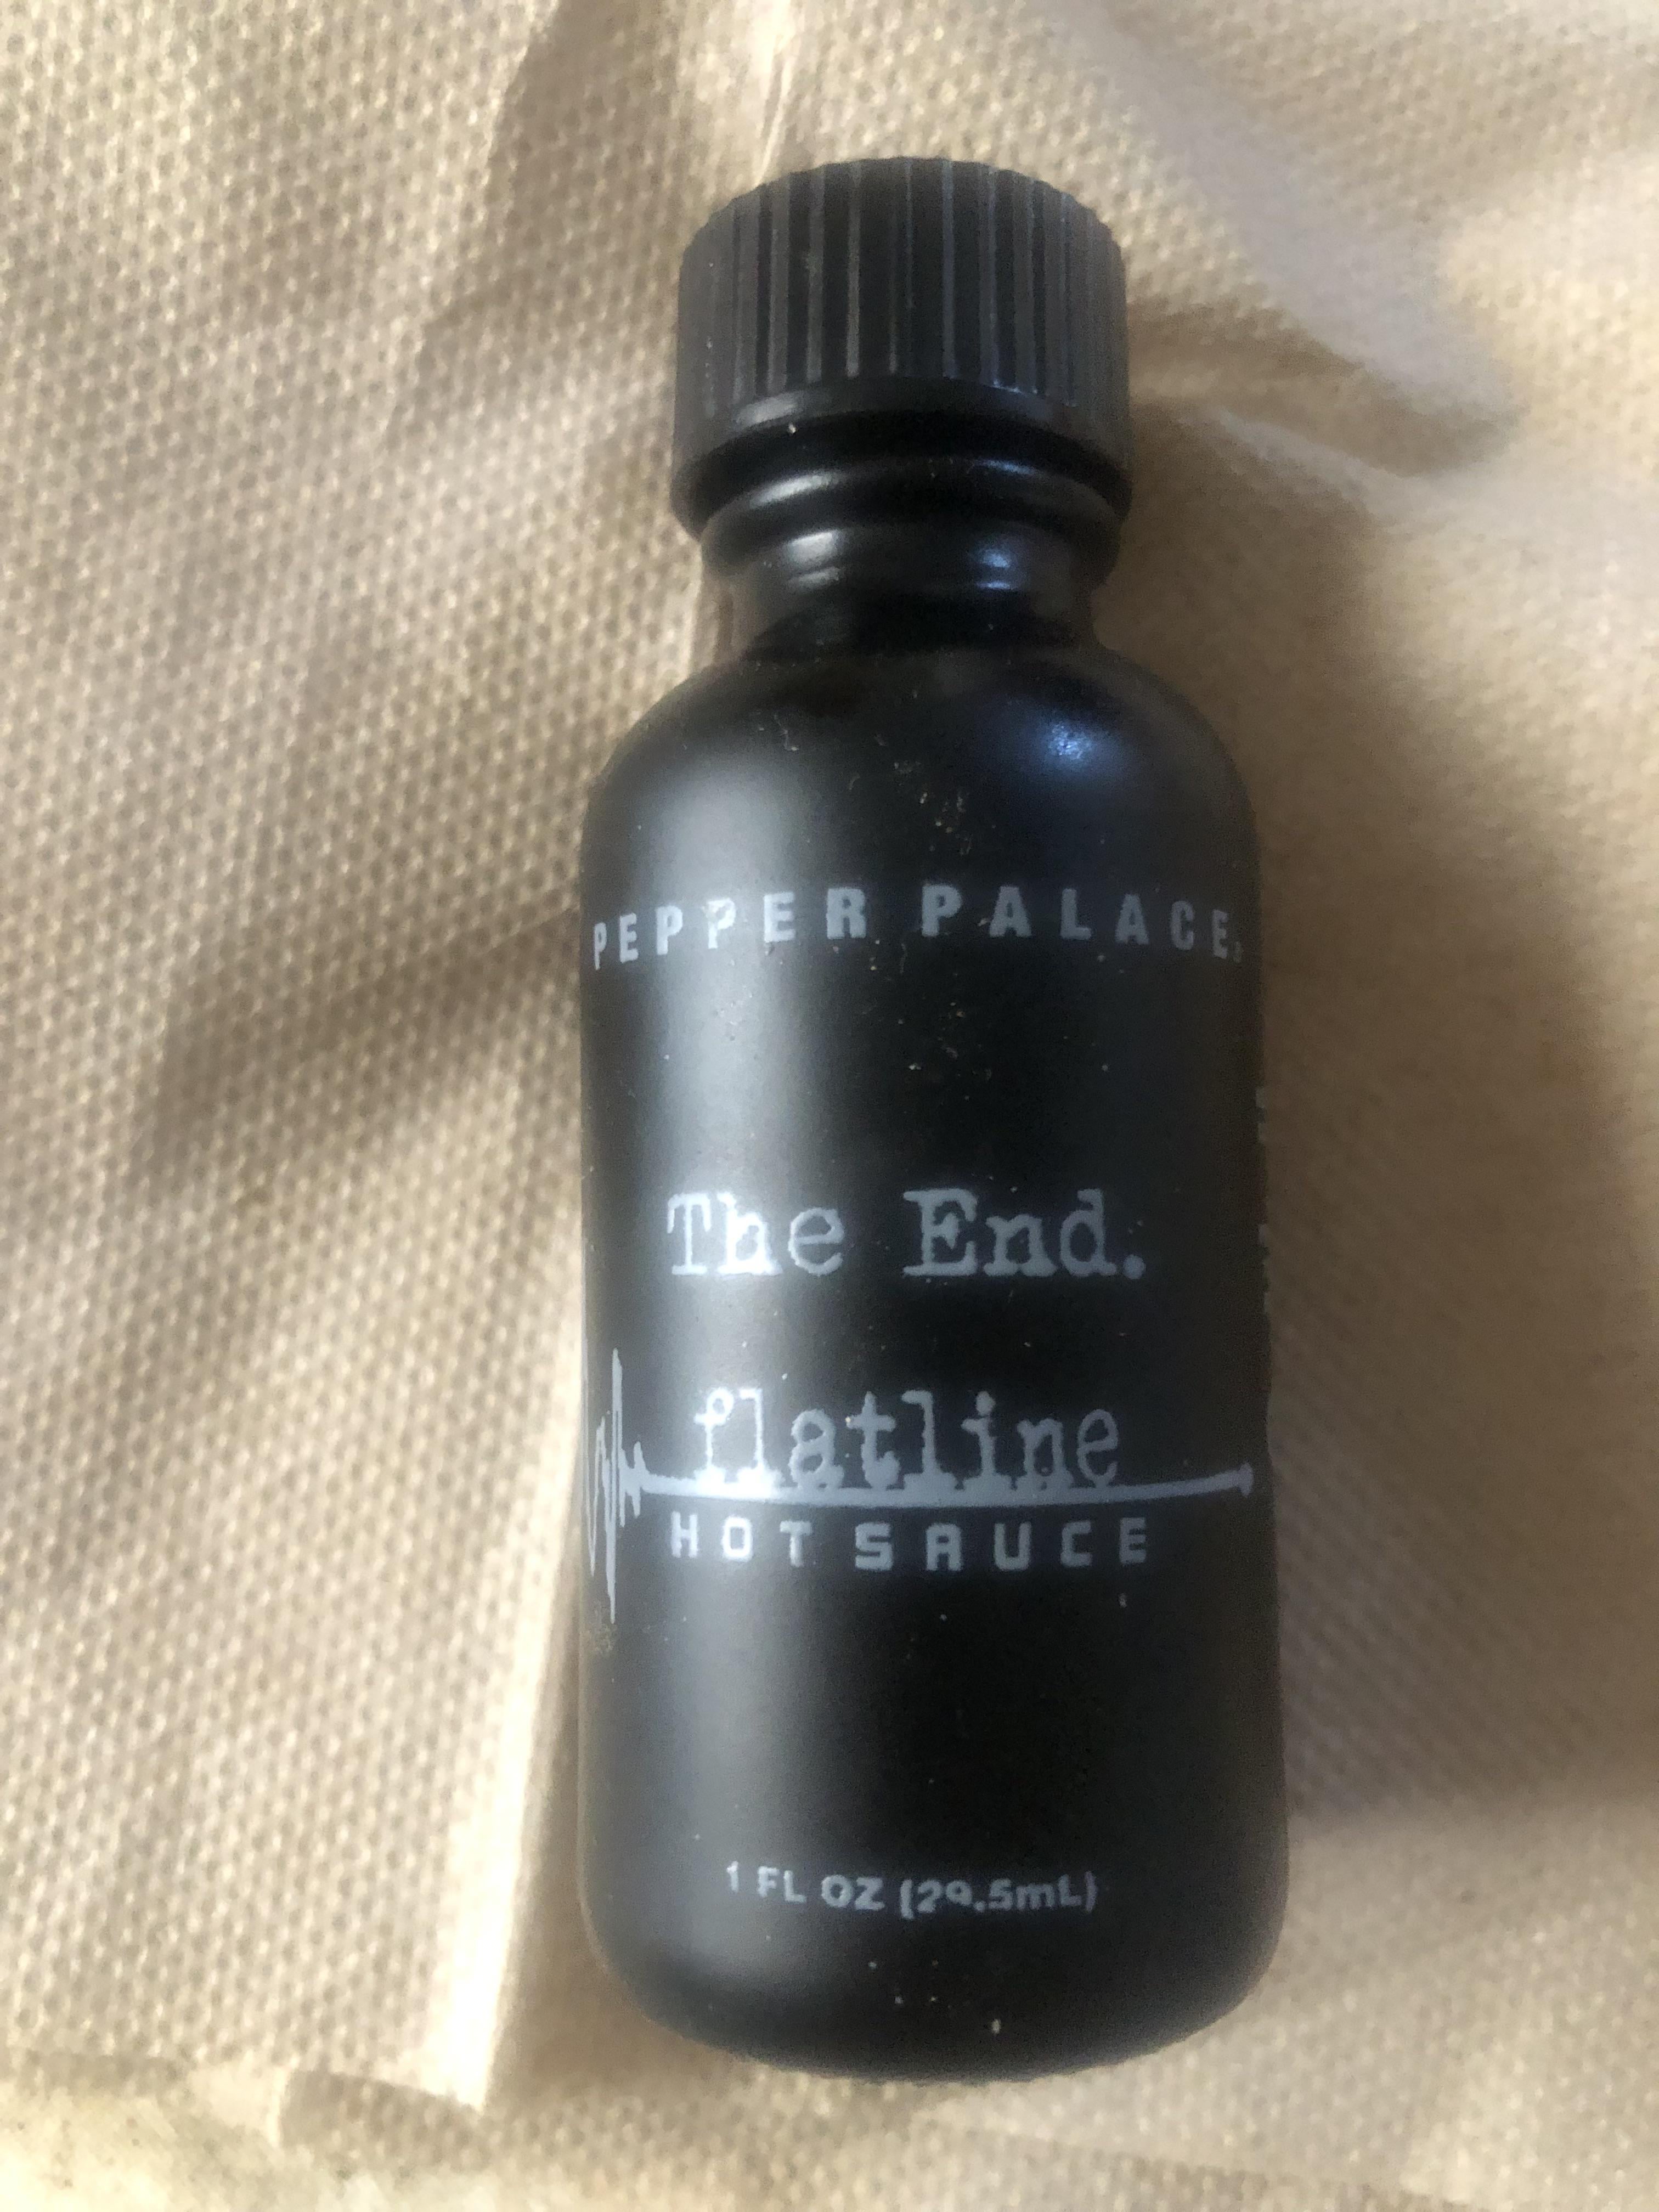 PEPPER PALACE
The End.
flatline
HOT SAUCE
1 FL OZ (29.5mL)